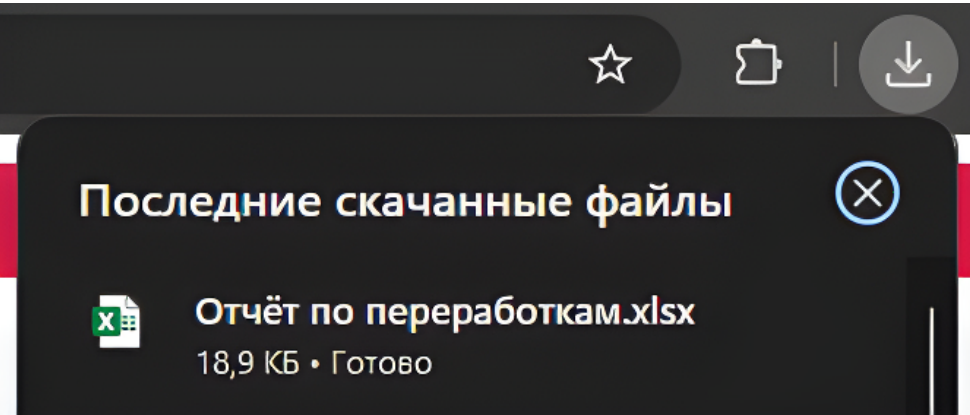 Последние скачанные файлы
Отчёт по переработкам.xlsx
18,9 КБ • Готово